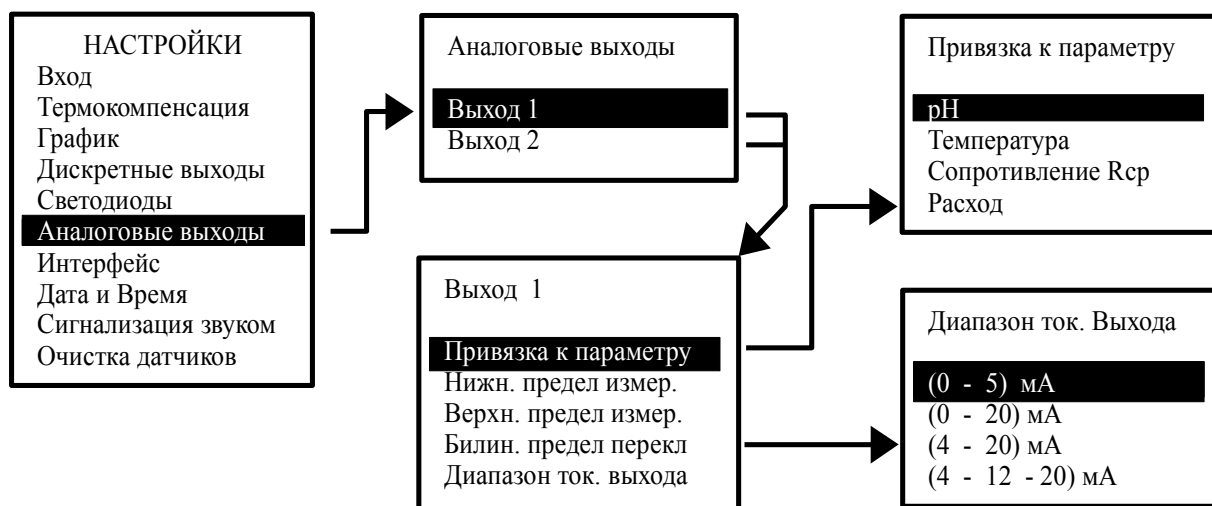 НАСТРОЙКИ
Вход
Термокомпенсация
График
Дискретные выходы
Светодиоды
Аналоговые выходы
Интерфейс
Дата и Время
Сигнализация звуком
Очистка датчиков
Аналоговые выходы
Выход 1
Выход 2
Выход 1
Привязка к параметру
Нижн. предел измер.
Верхн. предел измер.
Билин. предел перекл
Диапазон ток. выхода
Привязка к параметру
pH
Температура
Сопротивление Rср
Расход
Диапазон ток. Выхода
(0 - 5) мА
(0 - 20) мА
(4 - 20) мА
(4 - 12 - 20) мА